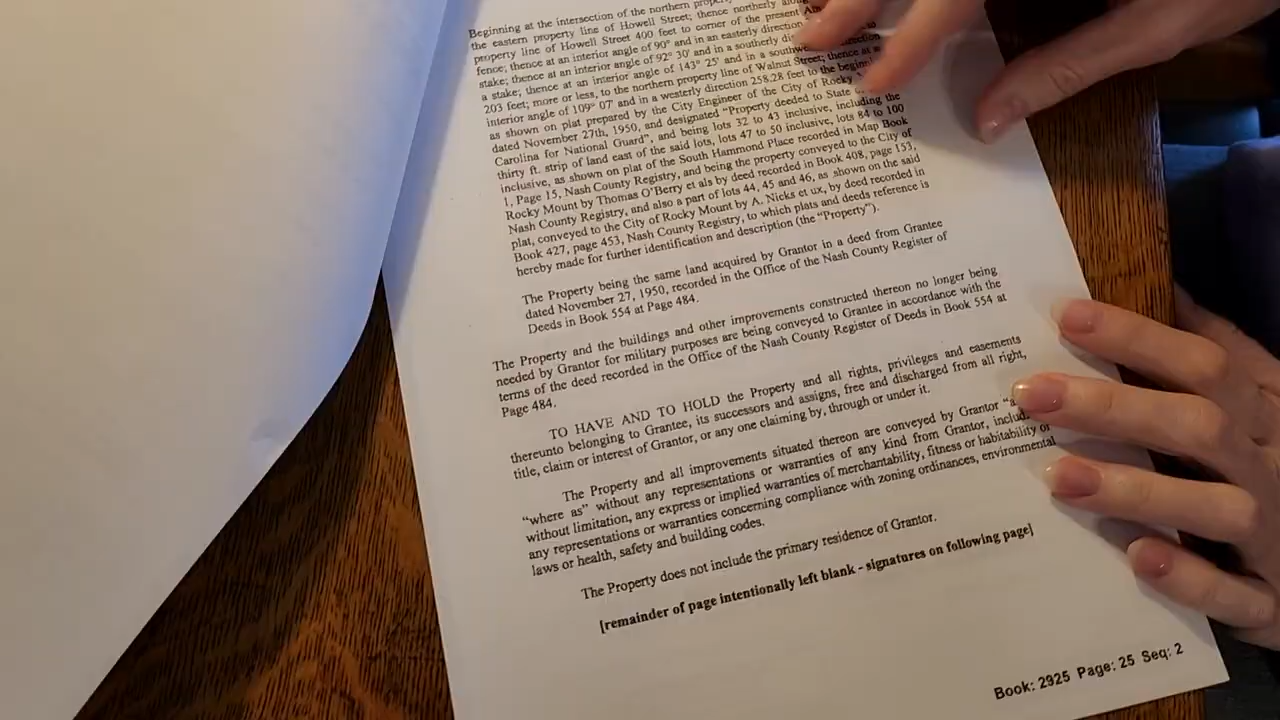 Beginning at the intersection of the northern
the eastern property line of Howell Street; thence northerly
property line of Howell Street 400 feet to corner of the present
fence; thence at an interior angle of 90° and in an easterly direction
stake; thence at an interior angle of 92° 30' and in a southerly
a stake; thence at an interior angle of 143° 25' and in a
203 feet; more or less, to the northern property line of Walnut Street; thence at
interior angle of 109° 07' and in a westerly direction 258.28 feet to the
as shown on plat prepared by the City Engineer of the City of Rocky
dated November 27th, 1950, and designated "Property deeded to State
Carolina for National Guard", and being lots 32 to 43 inclusive, including the
thirty ft. strip of land east of the said lots, lots 47 to 50 inclusive, lots 84 to 100
inclusive, as shown on plat of the South Hammond Place recorded in Map Book
1, Page 15, Nash County Registry, and being the property conveyed to the City of
Rocky Mount by Thomas O'Berry et als by deed recorded in Book 408, page 153,
Nash County Registry, and also a part of lots 44, 45 and 46, as shown on the said
plat, conveyed to the City of Rocky Mount by A. Nicks et ux, by deed recorded in
Book 427, page 453, Nash County Registry, to which plats and deeds reference is
hereby made for further identification and description (the "Property").
The Property being the same land acquired by Grantor in a deed from Grantee
dated November 27, 1950, recorded in the Office of the Nash County Register of
Deeds in Book 554 at Page 484.
The Property and the buildings and other improvements constructed thereon no longer being
needed by Grantor for military purposes are being conveyed to Grantee in accordance with the
terms of the deed recorded in the Office of the Nash County Register of Deeds in Book 554 at
Page 484.
TO HAVE AND TO HOLD the Property and all rights, privileges and easements
thereunto belonging to Grantee, its successors and assigns, free and discharged from all right,
title, claim or interest of Grantor, or any one claiming by, through or under it.
The Property and all improvements situated thereon are conveyed by Grantor
"where as" without any representations or warranties of any kind from Grantor,
without limitation, any express or implied warranties of merchantability, fitness or habitability or
any representations or warranties concerning compliance with zoning ordinances, environmental
laws or health, safety and building codes.
The Property does not include the primary residence of Grantor.
[remainder of page intentionally left blank - signatures on following page]
Book: 2925 Page: 25 Seq: 2